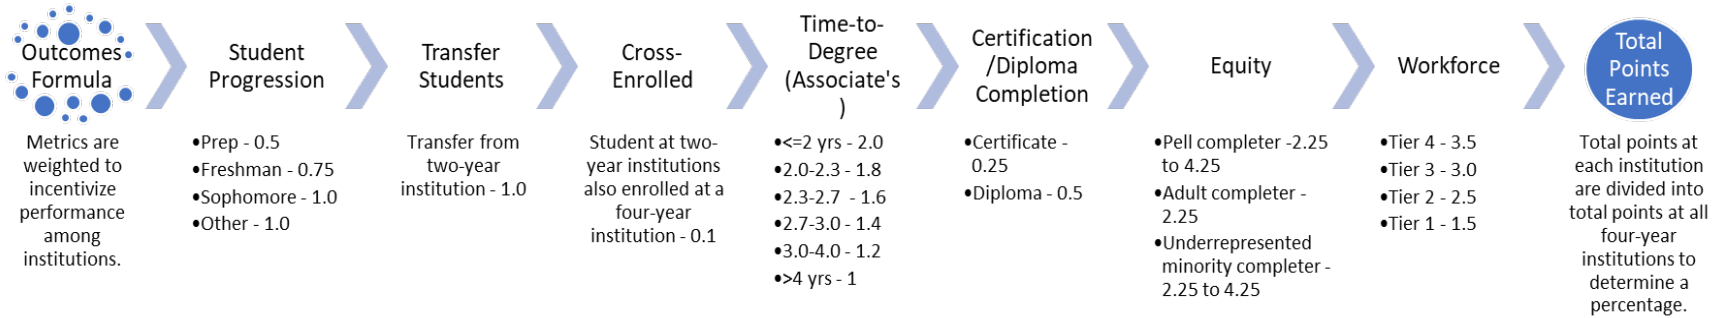 Outcomes
Formula
Metrics are
weighted to
incentivize
performance
among
institutions.
Student
Progression
•Prep - 0.5
•Freshman - 0.75
•Sophomore - 1.0
•Other - 1.0
Transfer
Students
Transfer from
two-year
institution - 1.0
Cross-
Enrolled
Student at two-
year institutions
also enrolled at a
four-year
institution - 0.1
Time-to-
Degree
(Associate's
)
•<=2 yrs - 2.0
•2.0-2.3 - 1.8
•2.3-2.7  - 1.6
•2.7-3.0 - 1.4
•3.0-4.0 - 1.2
•>4 yrs - 1
Certification
/Diploma
Completion
•Certificate -
0.25
•Diploma - 0.5
Equity
•Pell completer -2.25
to 4.25
•Adult completer -
2.25
•Underrepresented
minority completer -
2.25 to 4.25
Workforce
•Tier 4 - 3.5
•Tier 3 - 3.0
•Tier 2 - 2.5
•Tier 1 - 1.5
Total
Points
Earned
Total points at
each institution
are divided into
total points at all
four-year
institutions to
determine a
percentage.